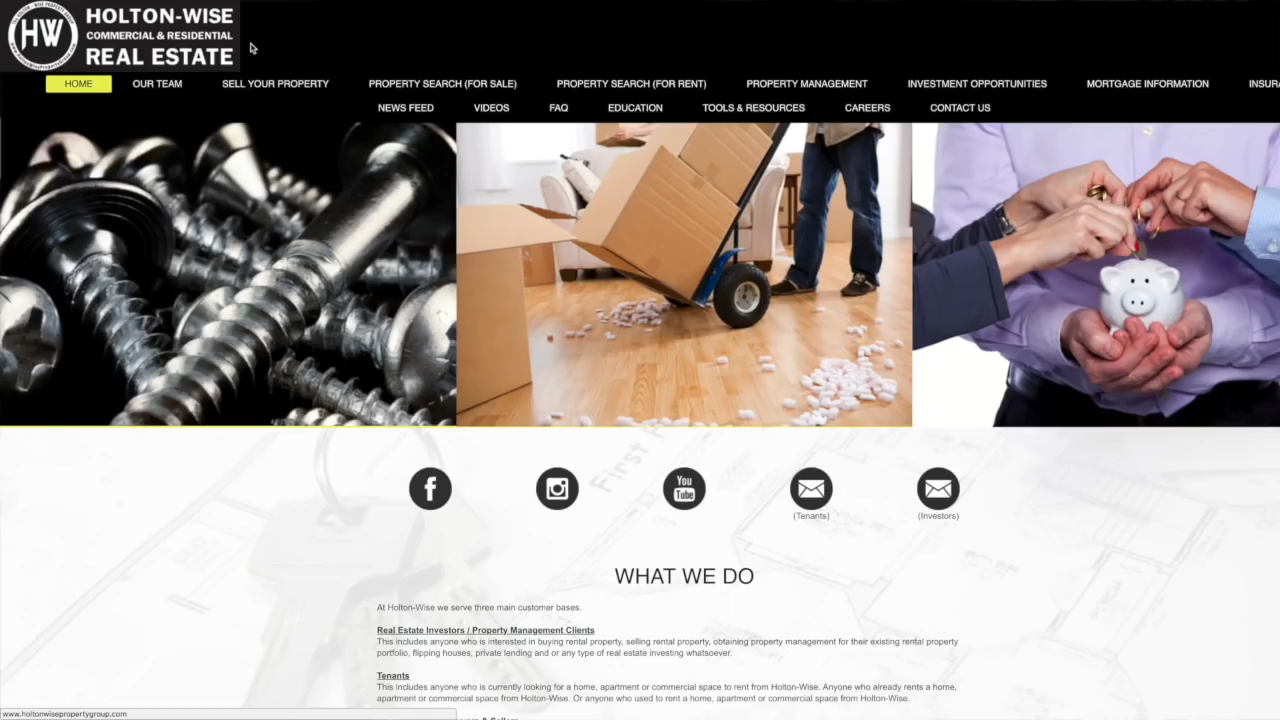 HOLTON-WISE
COMMERCIAL & RESIDENTIAL
REAL ESTATE
HW
HOME OUR TEAM SELL YOUR PROPERTY PROPERTY SEARCH (FOR SALE) PROPERTY SEARCH (FOR RENT) PROPERTY MANAGEMENT INVESTMENT OPPORTUNITIES MORTGAGE INFORMATION
NEWS FEED VIDEOS FAQ EDUCATION TOOLS & RESOURCES CAREERS CONTACT US
You
Tube
(Tenants) (Investors)
WHAT WE DO
At Holton-Wise we serve three main customer bases.
Real Estate Investors / Property Management Clients
This includes anyone who is interested in buying rental property, selling rental property, obtaining property management for their existing rental property
portfolio, flipping houses, private lending and or any type of real estate investing whatsoever.
Tenants
This includes anyone who is currently looking for a home, apartment or commercial space to rent from Holton-Wise. Anyone who already rents a home,
apartment or commercial space from Holton-Wise. Or anyone who used to rent a home, apartment or commercial space from Holton-Wise.
www.holtonwisepropertygroup.com